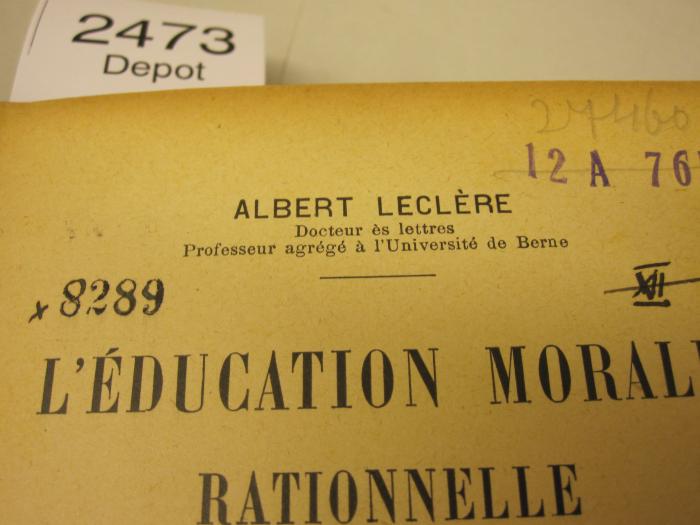 2473
Depot
27460
12 A 76
ALBERT LECLÈRE
Docteur ès lettres
Professeur agrégé à l'Université de Berne
x 8289
XII
L'ÉDUCATION MORAL
RATIONNELLE